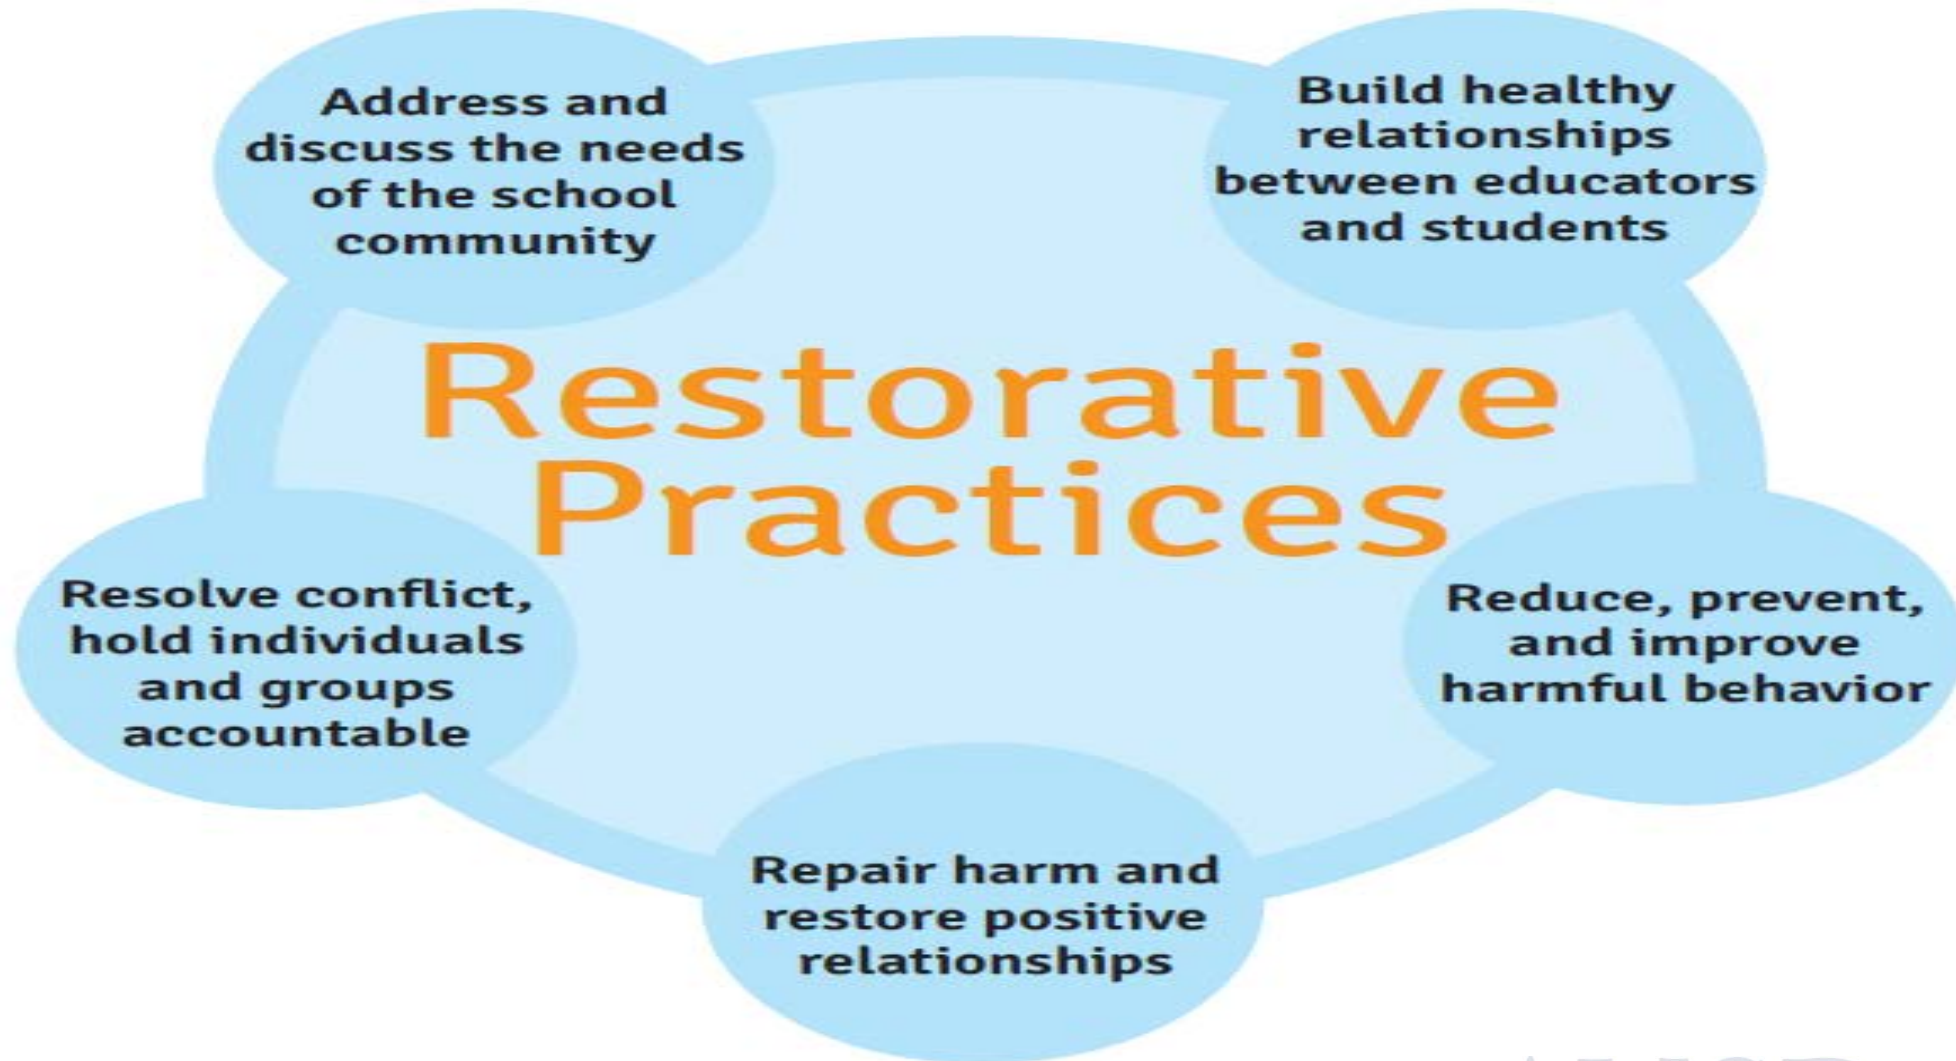 Address and
discuss the needs
of the school
community
Build healthy
relationships
between educators
and students
Restorative
Practices
Resolve conflict,
hold individuals
and groups
accountable
Reduce, prevent,
and improve
harmful behavior
Repair harm and
restore positive
relationships